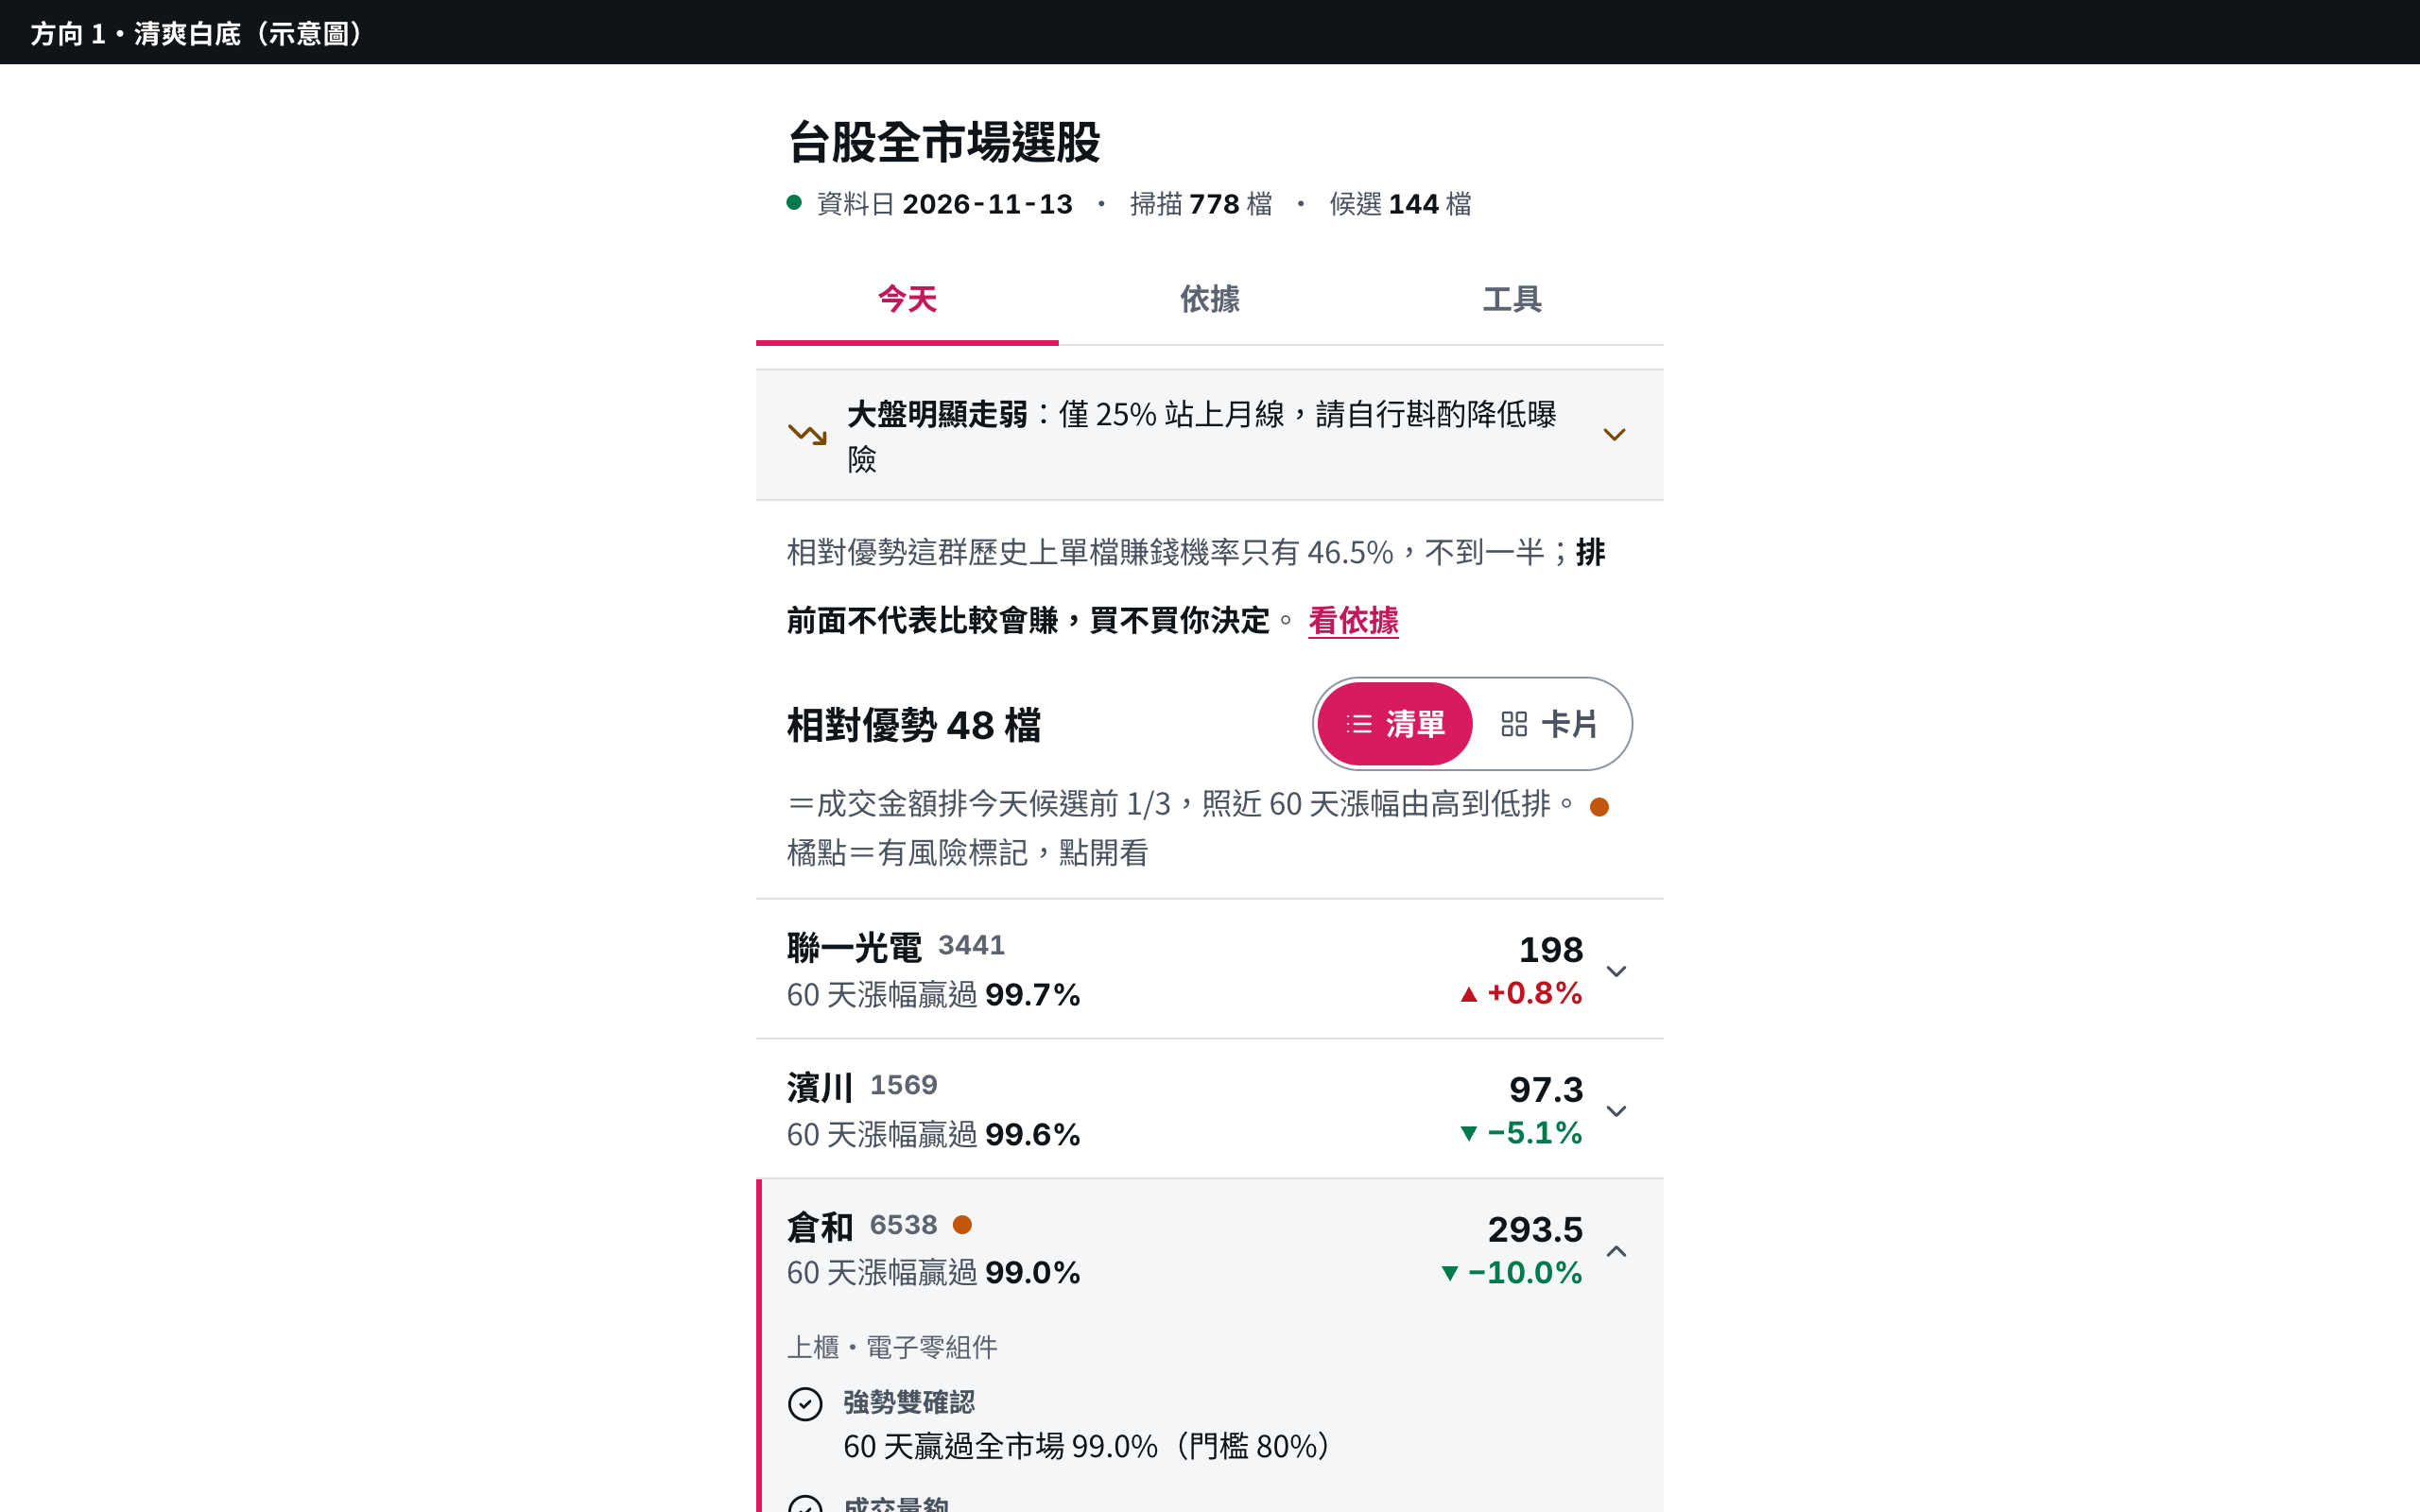 方向 1・清爽白底（示意圖）
台股全市場選股
資料日 2026-11-13 ・ 掃描 778 檔 ・ 候選 144 檔
今天 依據 工具
大盤明顯走弱：僅 25% 站上月線，請自行斟酌降低曝
險
相對優勢這群歷史上單檔賺錢機率只有 46.5%，不到一半；排
前面不代表比較會賺，買不買你決定。 看依據
相對優勢 48 檔 清單 卡片
＝成交金額排今天候選前 1/3，照近 60 天漲幅由高到低排。
橘點＝有風險標記，點開看
聯一光電 3441 198
60 天漲幅贏過 99.7% ▲ +0.8%
濱川 1569 97.3
60 天漲幅贏過 99.6% ▼ −5.1%
倉和 6538 293.5
60 天漲幅贏過 99.0% ▼ −10.0%
上櫃・電子零組件
強勢雙確認
60 天贏過全市場 99.0%（門檻 80%）
成交量夠